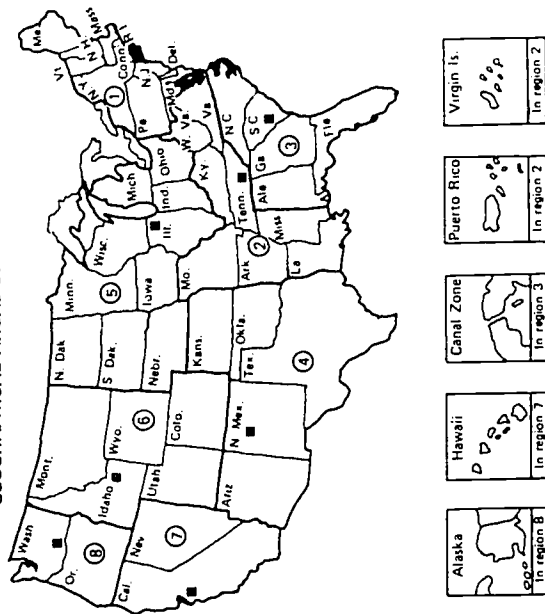 Wash
Or.
⑧
Cal.
Nev
⑦
Idaho
Mont.
Wyo.
⑥
Utah
Colo.
Ariz
N Mex.
N. Dak
S Dak.
Nebr.
Kans.
Okla.
Tex.
④
Minn.
⑤
Iowa
Mo.
Ark
②
La
Wisc.
Ill.
Mich
Ind.
Ohio
Ky.
Tenn.
Miss
Ala
Ga
③
Fla
S C
N C
Va
W. Va.
Md
Del.
Pa
N.J
N.Y.
①
Conn.
R I
Mass
Vt
N H
Me
Alaska
In region 8
Hawaii
In region 7
Canal Zone
In region 3
Puerto Rico
In region 2
Virgin Is.
In region 2